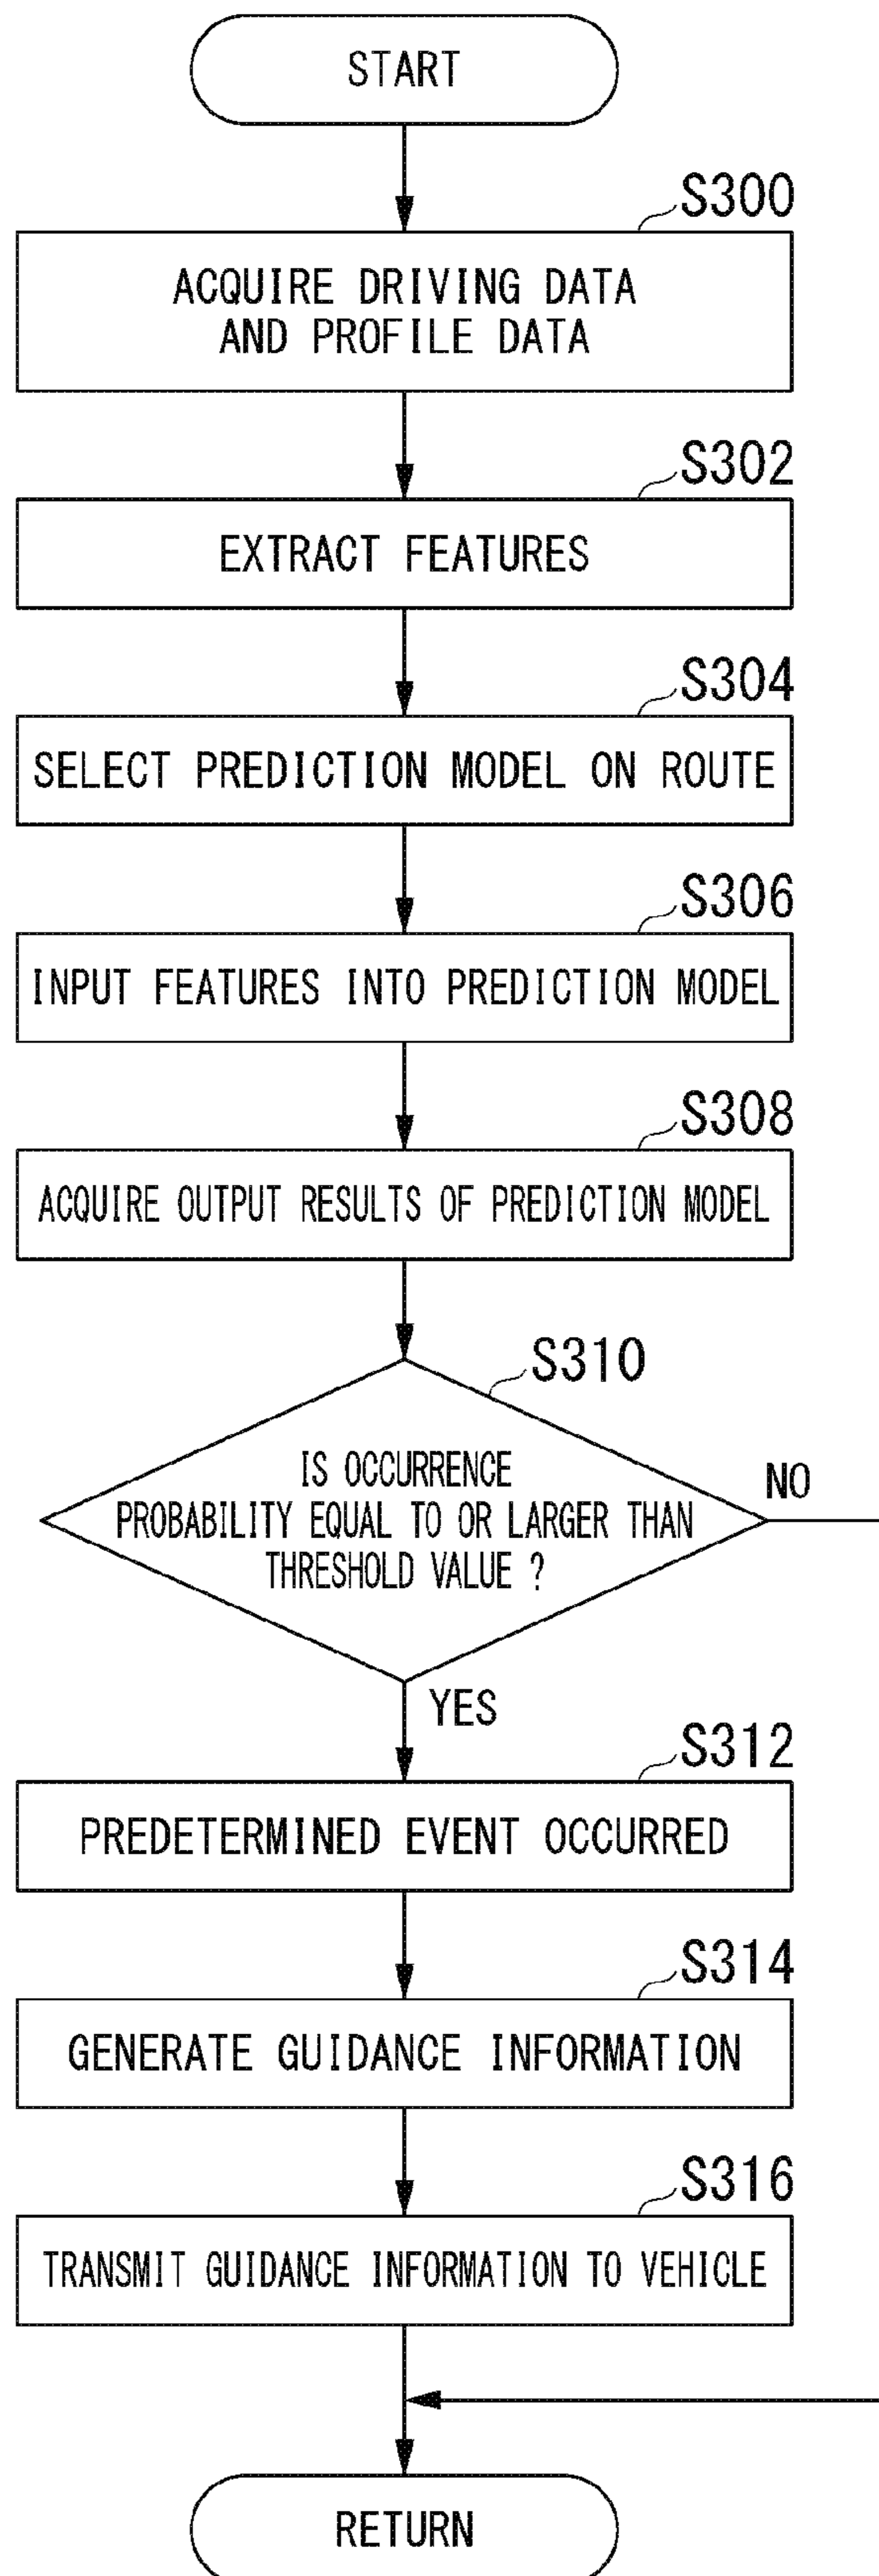 START
S300
ACQUIRE DRIVING DATA
AND PROFILE DATA
S302
EXTRACT FEATURES
S304
SELECT PREDICTION MODEL ON ROUTE
S306
INPUT FEATURES INTO PREDICTION MODEL
S308
ACQUIRE OUTPUT RESULTS OF PREDICTION MODEL
S310
IS OCCURRENCE
PROBABILITY EQUAL TO OR LARGER THAN
THRESHOLD VALUE ?
NO
YES
S312
PREDETERMINED EVENT OCCURRED
S314
GENERATE GUIDANCE INFORMATION
S316
TRANSMIT GUIDANCE INFORMATION TO VEHICLE
RETURN